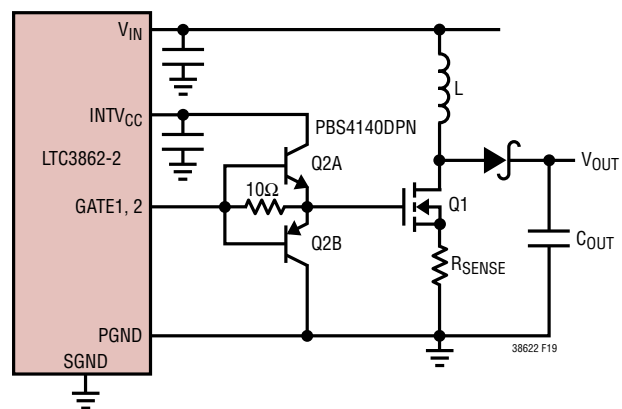 V_IN
INTV_CC
PBS4140DPN
L
LTC3862-2
Q2A
10Ω
GATE1, 2
Q1
V_OUT
Q2B
R_SENSE
C_OUT
PGND
SGND
38622 F19